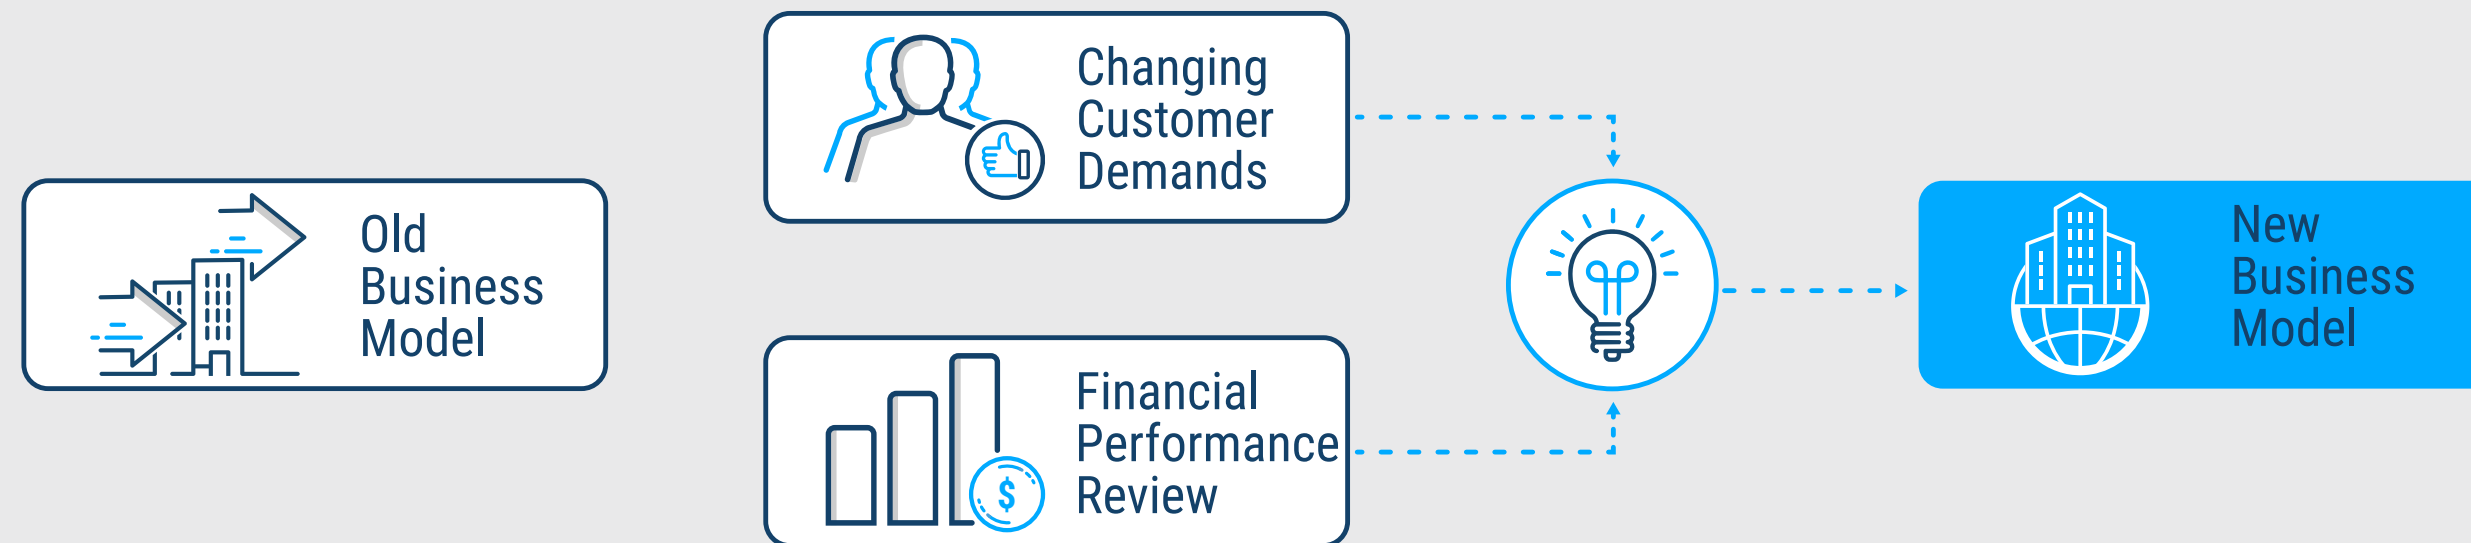 Old
Business
Model
Changing
Customer
Demands
Financial
Performance
Review
$
New
Business
Model